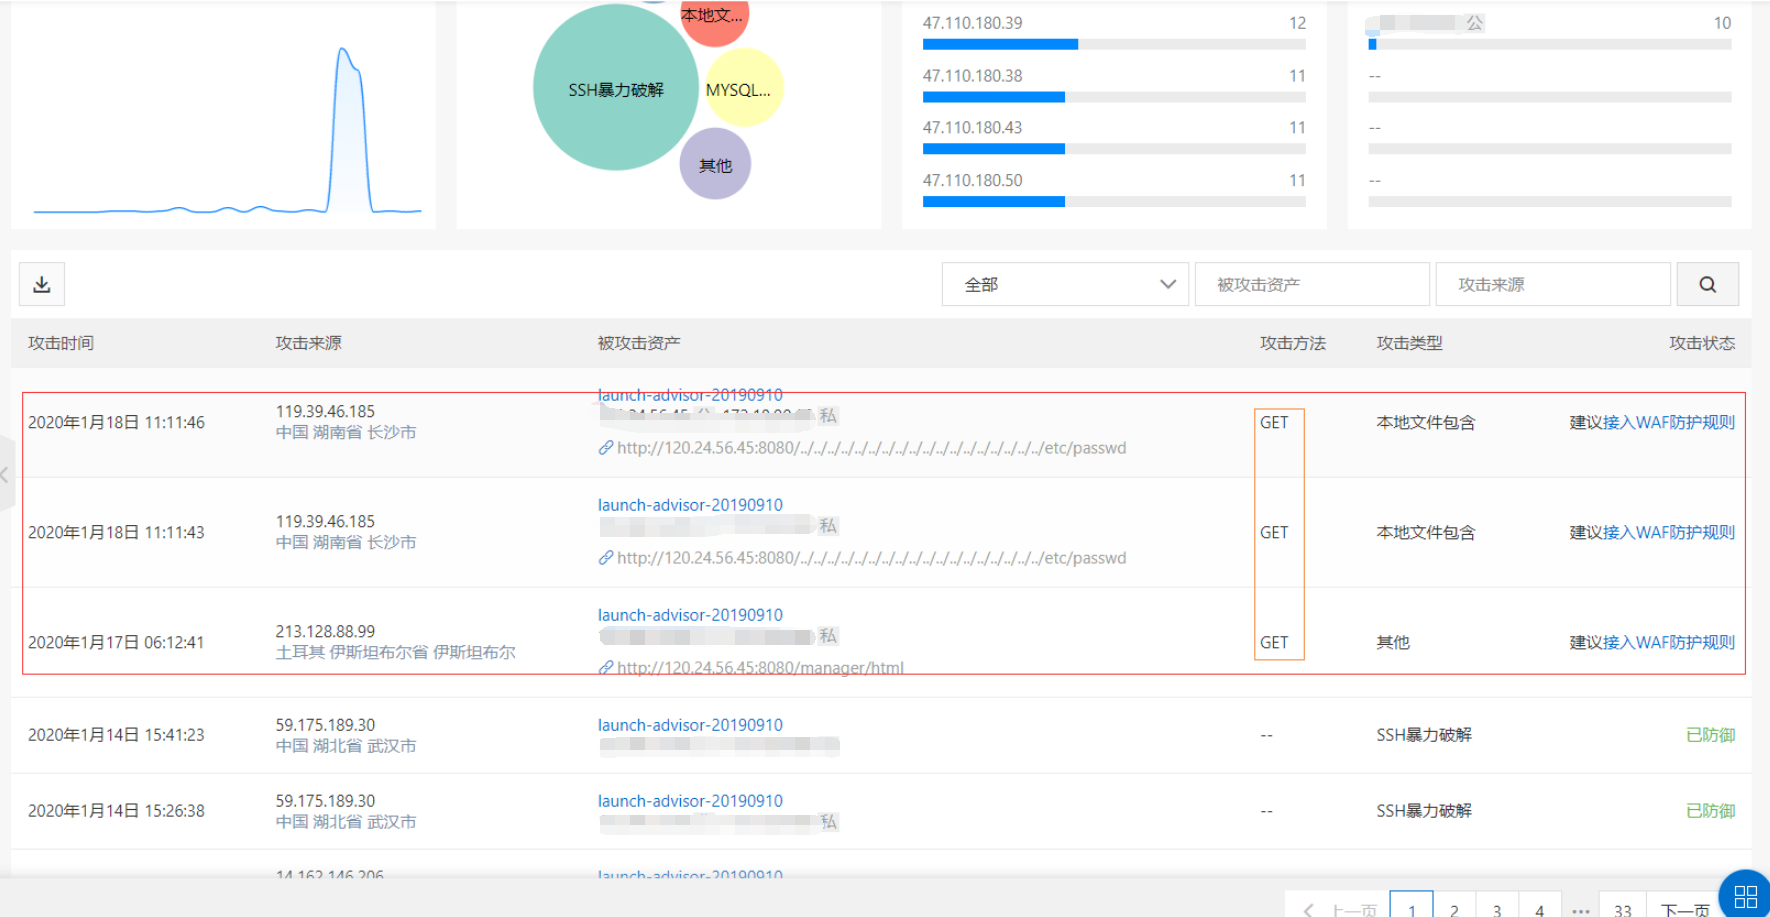 本地文...
SSH暴力破解
MYSQL...
其他
47.110.180.39 12
47.110.180.38 11
47.110.180.43 11
47.110.180.50 11
公 10
--
--
--
全部
被攻击资产
攻击来源
攻击时间 攻击来源 被攻击资产 攻击方法 攻击类型 攻击状态
launch-advisor-20190910
2020年1月18日 11:11:46
119.39.46.185
中国 湖南省 长沙市
私
http://120.24.56.45:8080/../../../../../../../../../../../../../../../../../../etc/passwd
GET
本地文件包含
建议接入WAF防护规则
launch-advisor-20190910
2020年1月18日 11:11:43
119.39.46.185
中国 湖南省 长沙市
私
http://120.24.56.45:8080/../../../../../../../../../../../../../../../../../../etc/passwd
GET
本地文件包含
建议接入WAF防护规则
launch-advisor-20190910
2020年1月17日 06:12:41
213.128.88.99
土耳其 伊斯坦布尔省 伊斯坦布尔
私
http://120.24.56.45:8080/manager/html
GET
其他
建议接入WAF防护规则
launch-advisor-20190910
2020年1月14日 15:41:23
59.175.189.30
中国 湖北省 武汉市
--
SSH暴力破解
已防御
launch-advisor-20190910
2020年1月14日 15:26:38
59.175.189.30
中国 湖北省 武汉市
私
--
SSH暴力破解
已防御
14.162.146.206
launch-advisor-20190910
上一页 1 2 3 4 ... 33 下一页